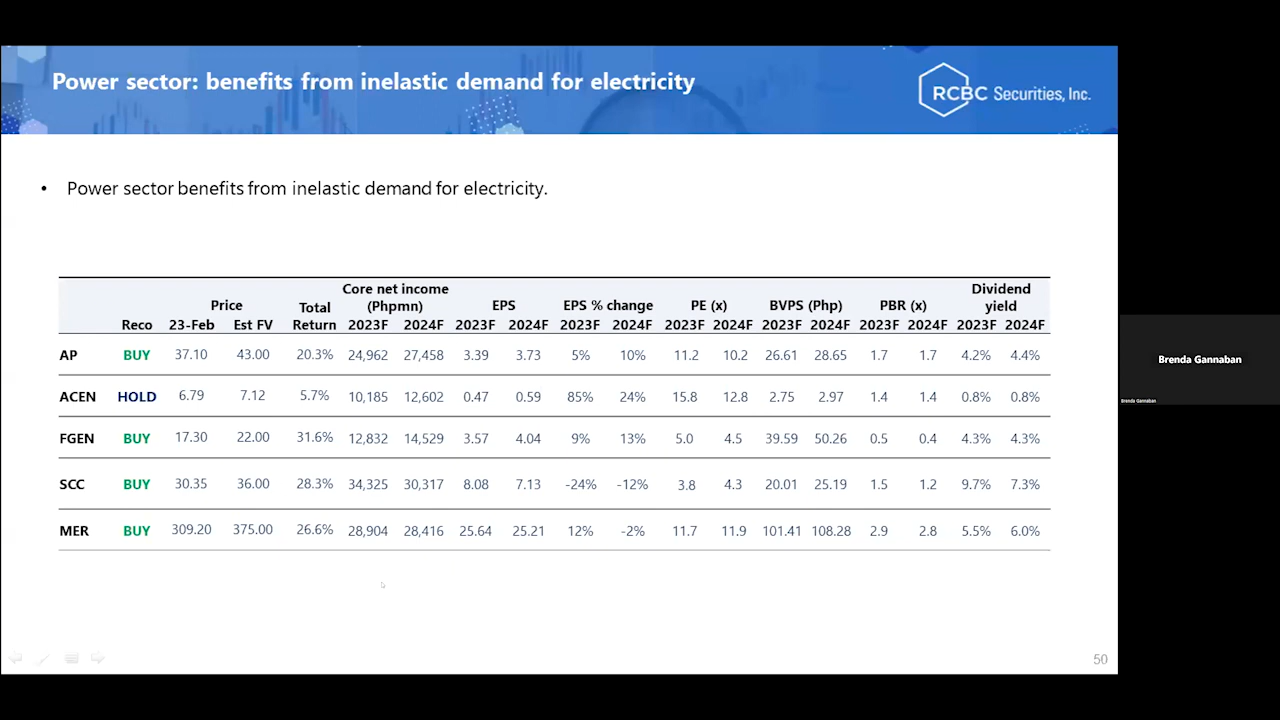 Power sector: benefits from inelastic demand for electricity
RCBC Securities, Inc.
• Power sector benefits from inelastic demand for electricity.
Reco Price 23-Feb Est FV Total Return Core net income (Phpmn) 2023F 2024F EPS 2023F 2024F EPS % change 2023F 2024F PE (x) 2023F 2024F BVPS (Php) 2023F 2024F PBR (x) 2023F 2024F Dividend yield 2023F 2024F
AP BUY 37.10 43.00 20.3% 24,962 27,458 3.39 3.73 5% 10% 11.2 10.2 26.61 28.65 1.7 1.7 4.2% 4.4%
ACEN HOLD 6.79 7.12 5.7% 10,185 12,602 0.47 0.59 85% 24% 15.8 12.8 2.75 2.97 1.4 1.4 0.8% 0.8%
FGEN BUY 17.30 22.00 31.6% 12,832 14,529 3.57 4.04 9% 13% 5.0 4.5 39.59 50.26 0.5 0.4 4.3% 4.3%
SCC BUY 30.35 36.00 28.3% 34,325 30,317 8.08 7.13 -24% -12% 3.8 4.3 20.01 25.19 1.5 1.2 9.7% 7.3%
MER BUY 309.20 375.00 26.6% 28,904 28,416 25.64 25.21 12% -2% 11.7 11.9 101.41 108.28 2.9 2.8 5.5% 6.0%
50
Brenda Gannaban
Brenda Gannaban